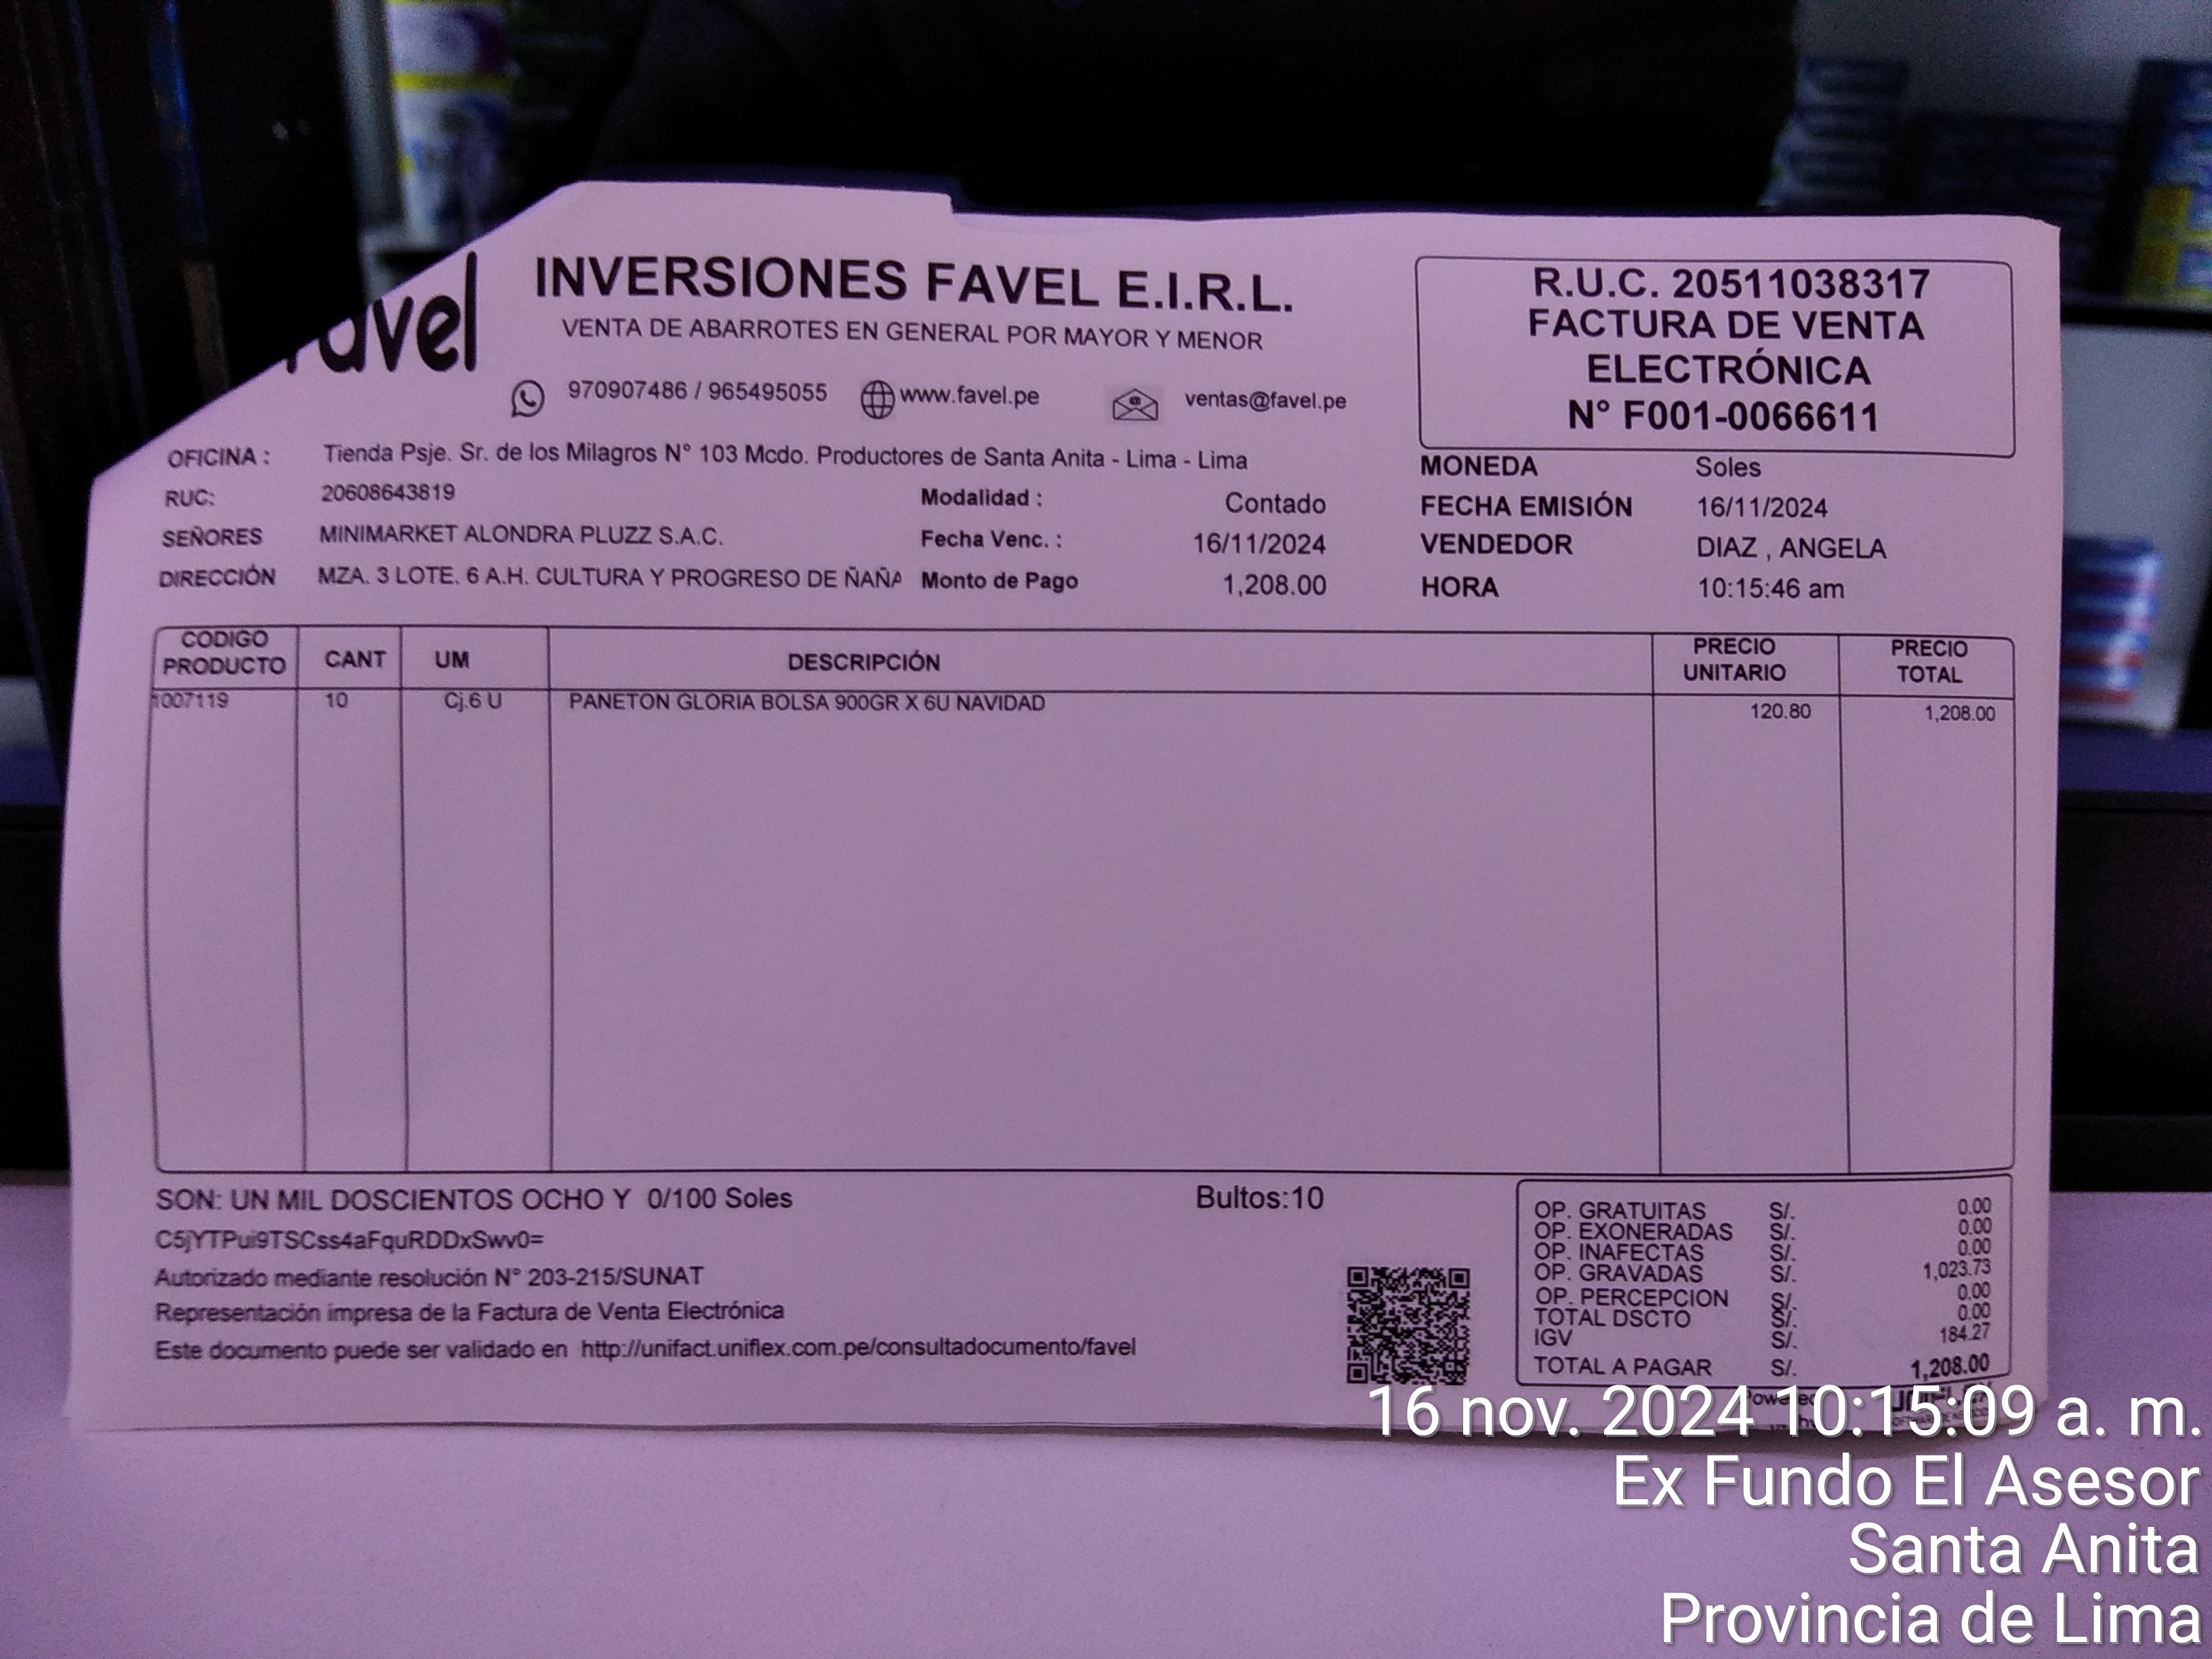 avel
INVERSIONES FAVEL E.I.R.L.
VENTA DE ABARROTES EN GENERAL POR MAYOR Y MENOR
970907486 / 965495055 www.favel.pe ventas@favel.pe
R.U.C. 20511038317
FACTURA DE VENTA
ELECTRÓNICA
N° F001-0066611
OFICINA : Tienda Psje. Sr. de los Milagros N° 103 Mcdo. Productores de Santa Anita - Lima - Lima
RUC: 20608643819
SEÑORES MINIMARKET ALONDRA PLUZZ S.A.C.
DIRECCIÓN MZA. 3 LOTE. 6 A.H. CULTURA Y PROGRESO DE ÑAÑA
Modalidad : Contado
Fecha Venc. : 16/11/2024
Monto de Pago 1,208.00
MONEDA Soles
FECHA EMISIÓN 16/11/2024
VENDEDOR DIAZ , ANGELA
HORA 10:15:46 am
CODIGO PRODUCTO CANT UM DESCRIPCIÓN PRECIO UNITARIO PRECIO TOTAL
1007119 10 Cj.6 U PANETON GLORIA BOLSA 900GR X 6U NAVIDAD 120.80 1,208.00
SON: UN MIL DOSCIENTOS OCHO Y 0/100 Soles
Bultos:10
C5jYTPui9TSCss4aFquRDDxSwv0=
Autorizado mediante resolución N° 203-215/SUNAT
Representación impresa de la Factura de Venta Electrónica
Este documento puede ser validado en http://unifact.uniflex.com.pe/consultadocumento/favel
OP. GRATUITAS S/. 0.00
OP. EXONERADAS S/. 0.00
OP. INAFECTAS S/. 0.00
OP. GRAVADAS S/. 1,023.73
OP. PERCEPCION S/. 0.00
TOTAL DSCTO S/. 0.00
IGV S/. 184.27
TOTAL A PAGAR S/. 1,208.00
16 nov. 2024 10:15:09 a. m.
Ex Fundo El Asesor
Santa Anita
Provincia de Lima